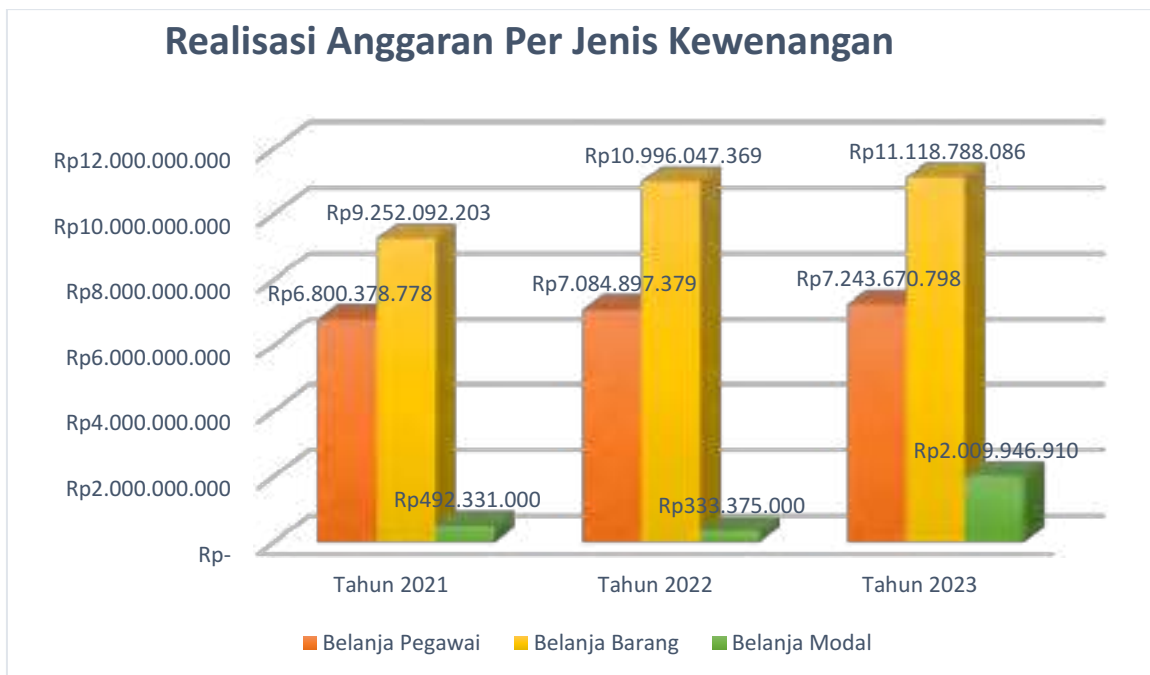 Realisasi Anggaran Per Jenis Kewenangan
Rp12.000.000.000
Rp10.000.000.000
Rp8.000.000.000
Rp6.000.000.000
Rp4.000.000.000
Rp2.000.000.000
Rp-
Rp6.800.378.778
Rp9.252.092.203
Rp492.331.000
Rp7.084.897.379
Rp10.996.047.369
Rp333.375.000
Rp7.243.670.798
Rp11.118.788.086
Rp2.009.946.910
Tahun 2021
Tahun 2022
Tahun 2023
Belanja Pegawai
Belanja Barang
Belanja Modal